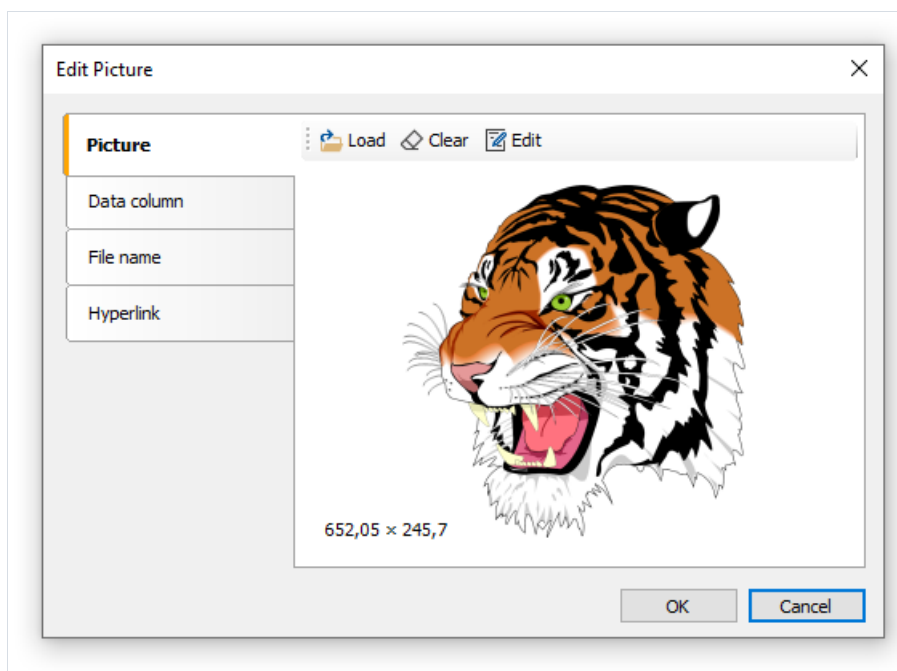 Edit Picture
Picture
Load Clear Edit
Data column
File name
Hyperlink
652,05 × 245,7
OK Cancel